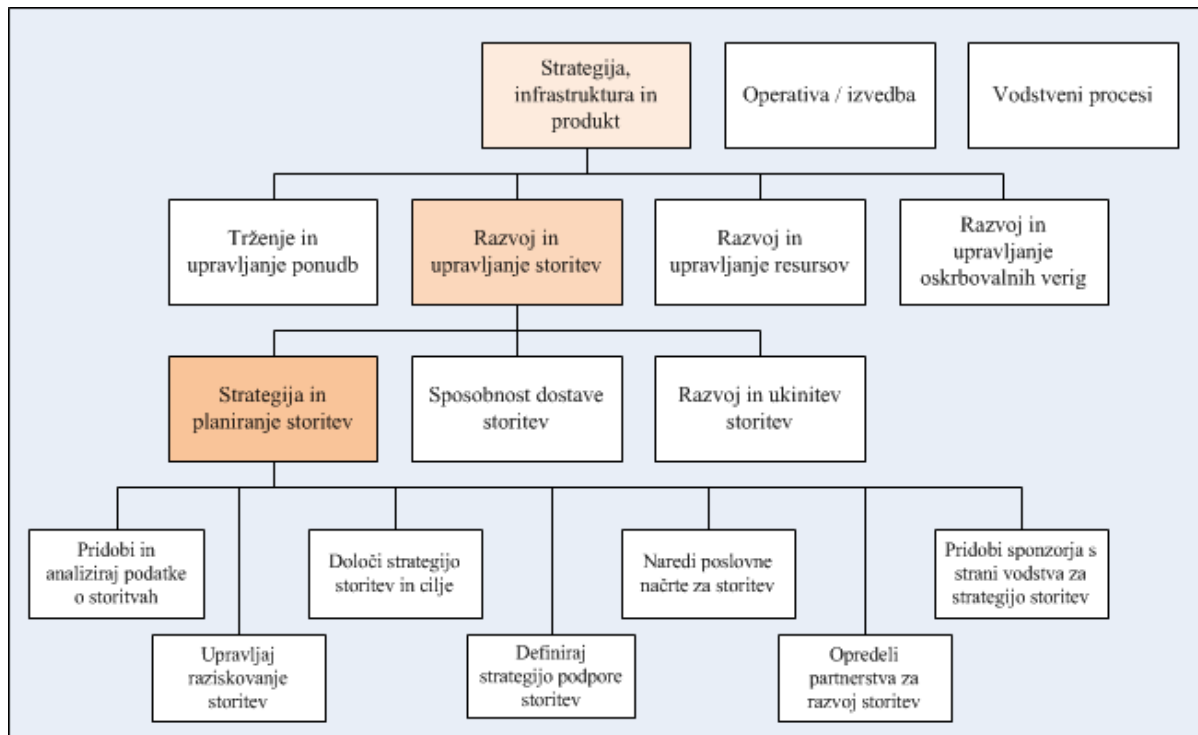 Strategija,
infrastruktura in
produkt
Operativa / izvedba
Vodstveni procesi
Trženje in
upravljanje ponudb
Razvoj in
upravljanje storitev
Razvoj in
upravljanje resursov
Razvoj in
upravljanje
oskrbovalnih verig
Strategija in
planiranje storitev
Sposobnost dostave
storitev
Razvoj in ukinitev
storitev
Pridobi in
analiziraj podatke
o storitvah
Določi strategijo
storitev in cilje
Naredi poslovne
načrte za storitev
Pridobi sponzorja s
strani vodstva za
strategijo storitev
Upravljaj
raziskovanje
storitev
Definiraj
strategijo podpore
storitev
Opredeli
partnerstva za
razvoj storitev